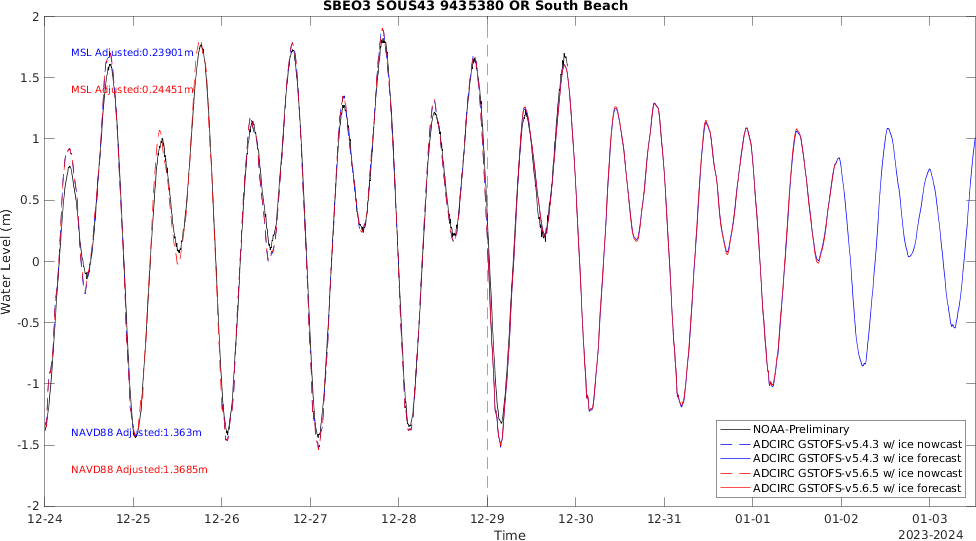 SBEO3 SOUS43 9435380 OR South Beach
2
1.5
1
0.5
0
-0.5
-1
-1.5
-2
Water Level (m)
MSL Adjusted:0.23901m
MSL Adjusted:0.24451m
NAVD88 Adjusted:1.363m
NAVD88 Adjusted:1.3685m
NOAA-Preliminary
ADCIRC GSTOFS-v5.4.3 w/ ice nowcast
ADCIRC GSTOFS-v5.4.3 w/ ice forecast
ADCIRC GSTOFS-v5.6.5 w/ ice nowcast
ADCIRC GSTOFS-v5.6.5 w/ ice forecast
12-24 12-25 12-26 12-27 12-28 12-29 12-30 12-31 01-01 01-02 01-03
Time
2023-2024